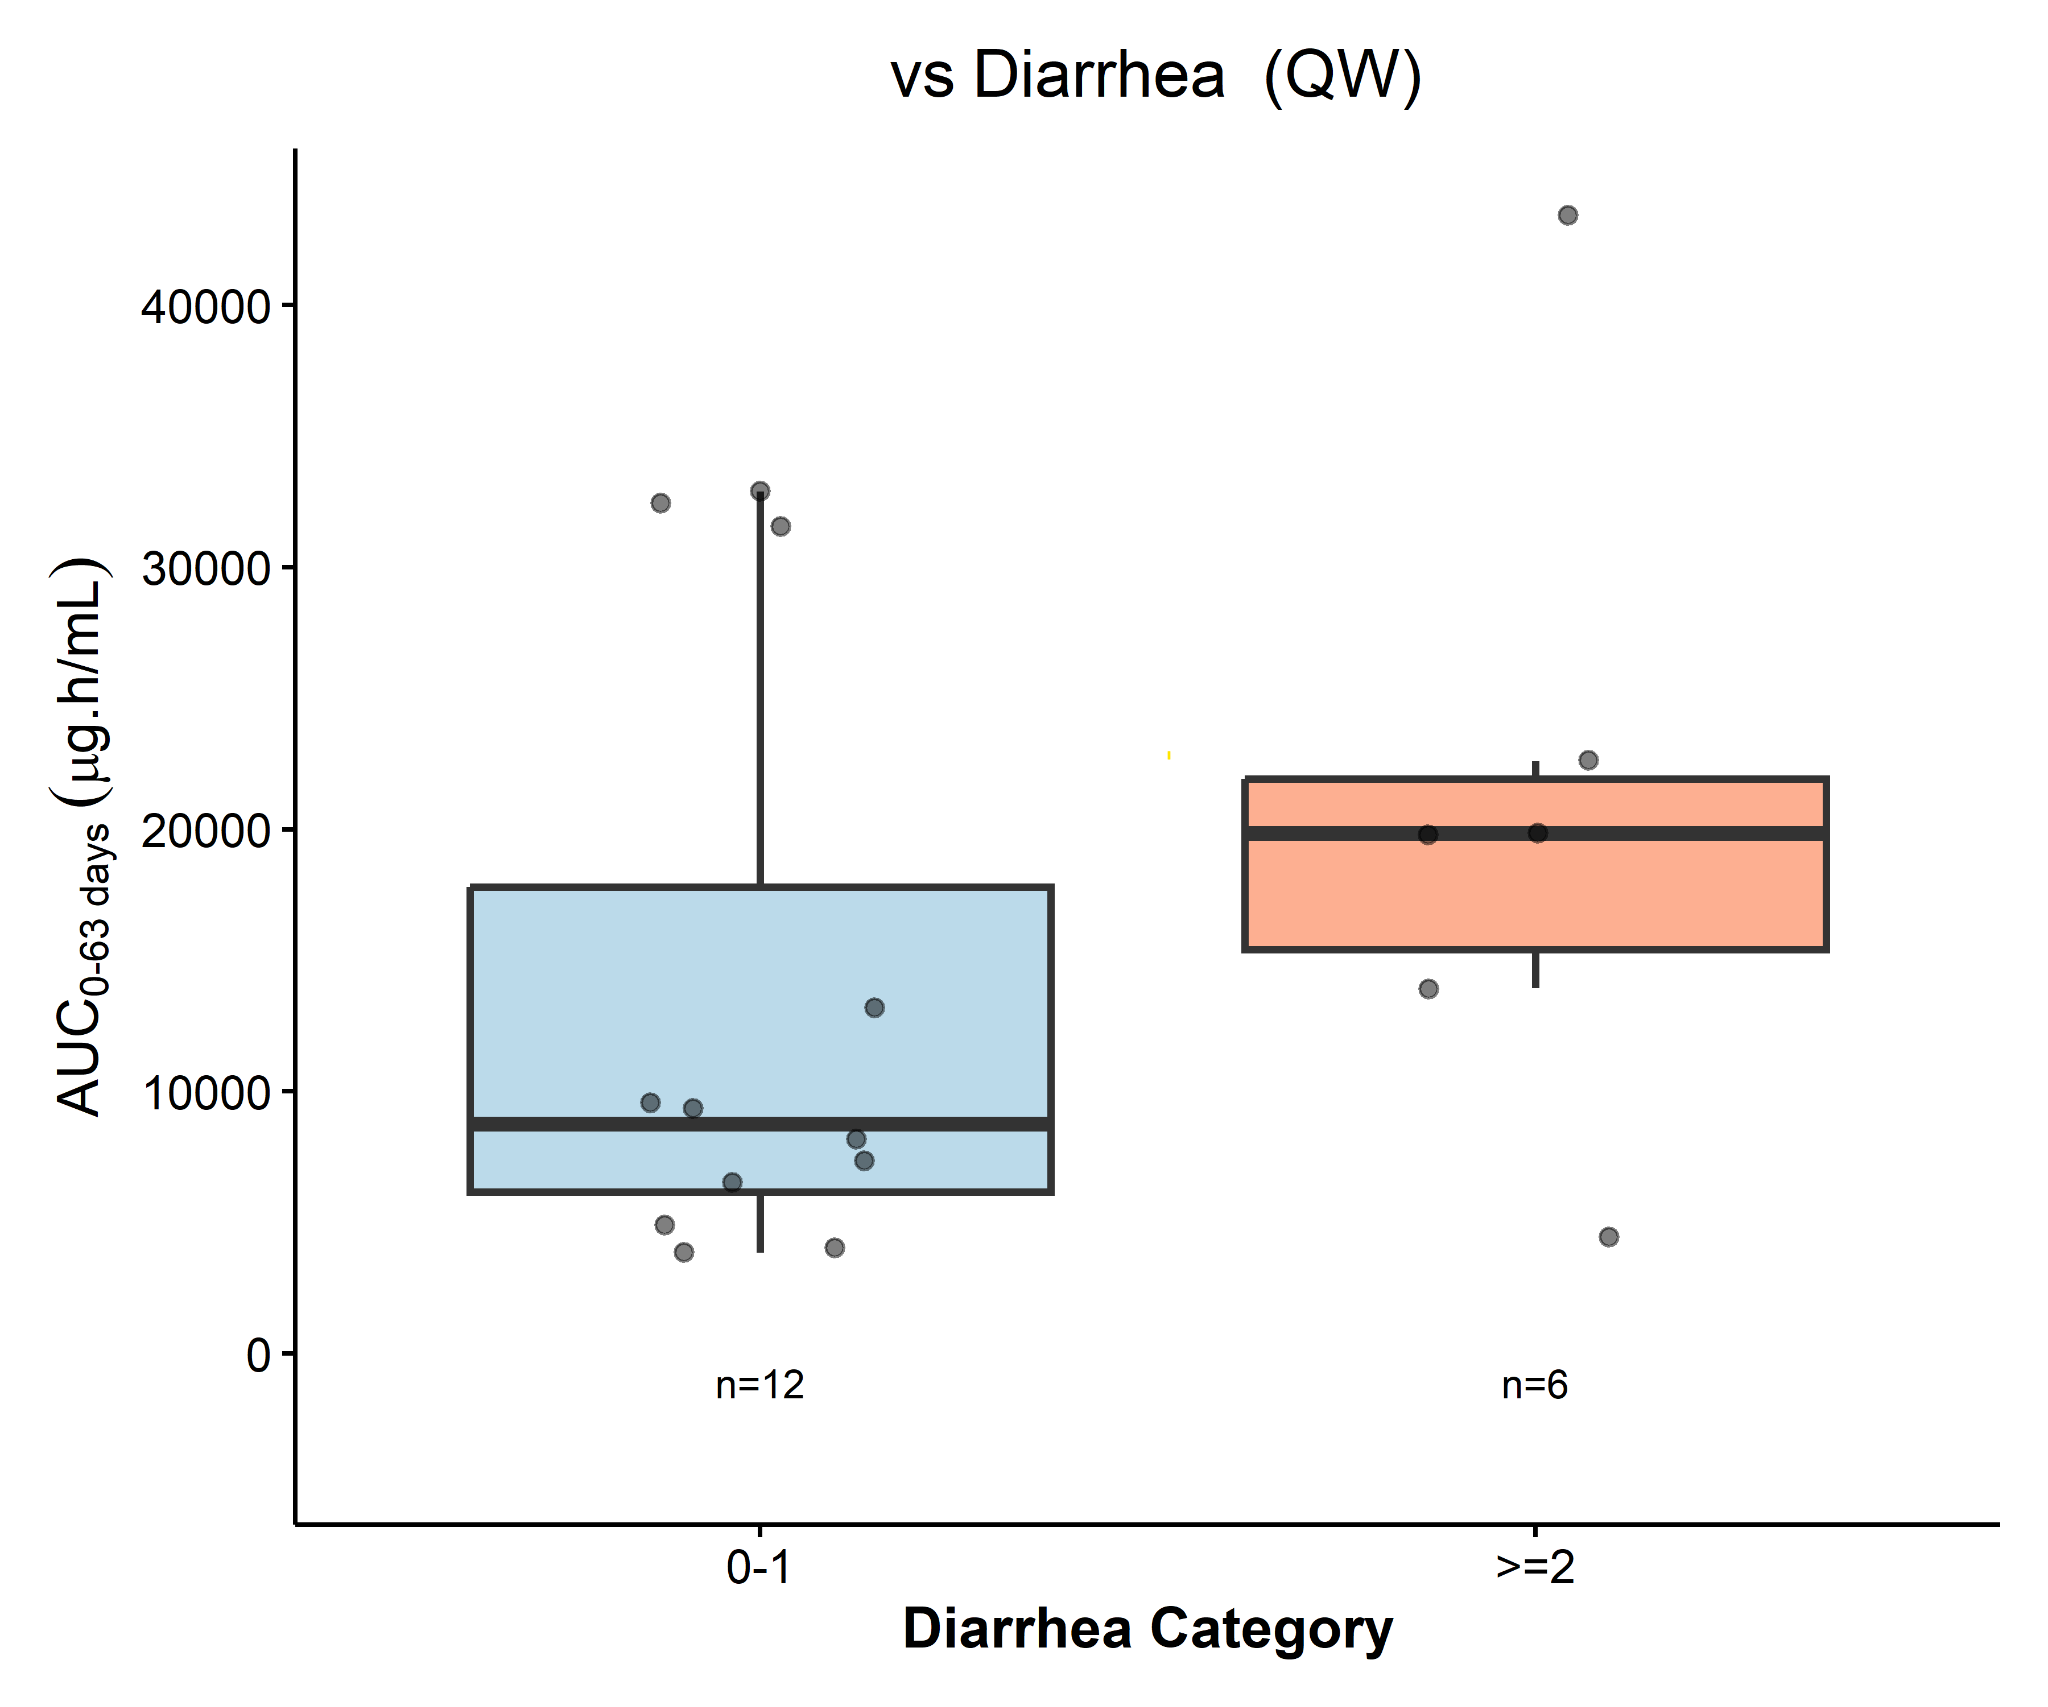 vs Diarrhea  (QW)
AUC0-63 days (μg.h/mL)
40000
30000
20000
10000
0
n=12
n=6
0-1
>=2
Diarrhea Category